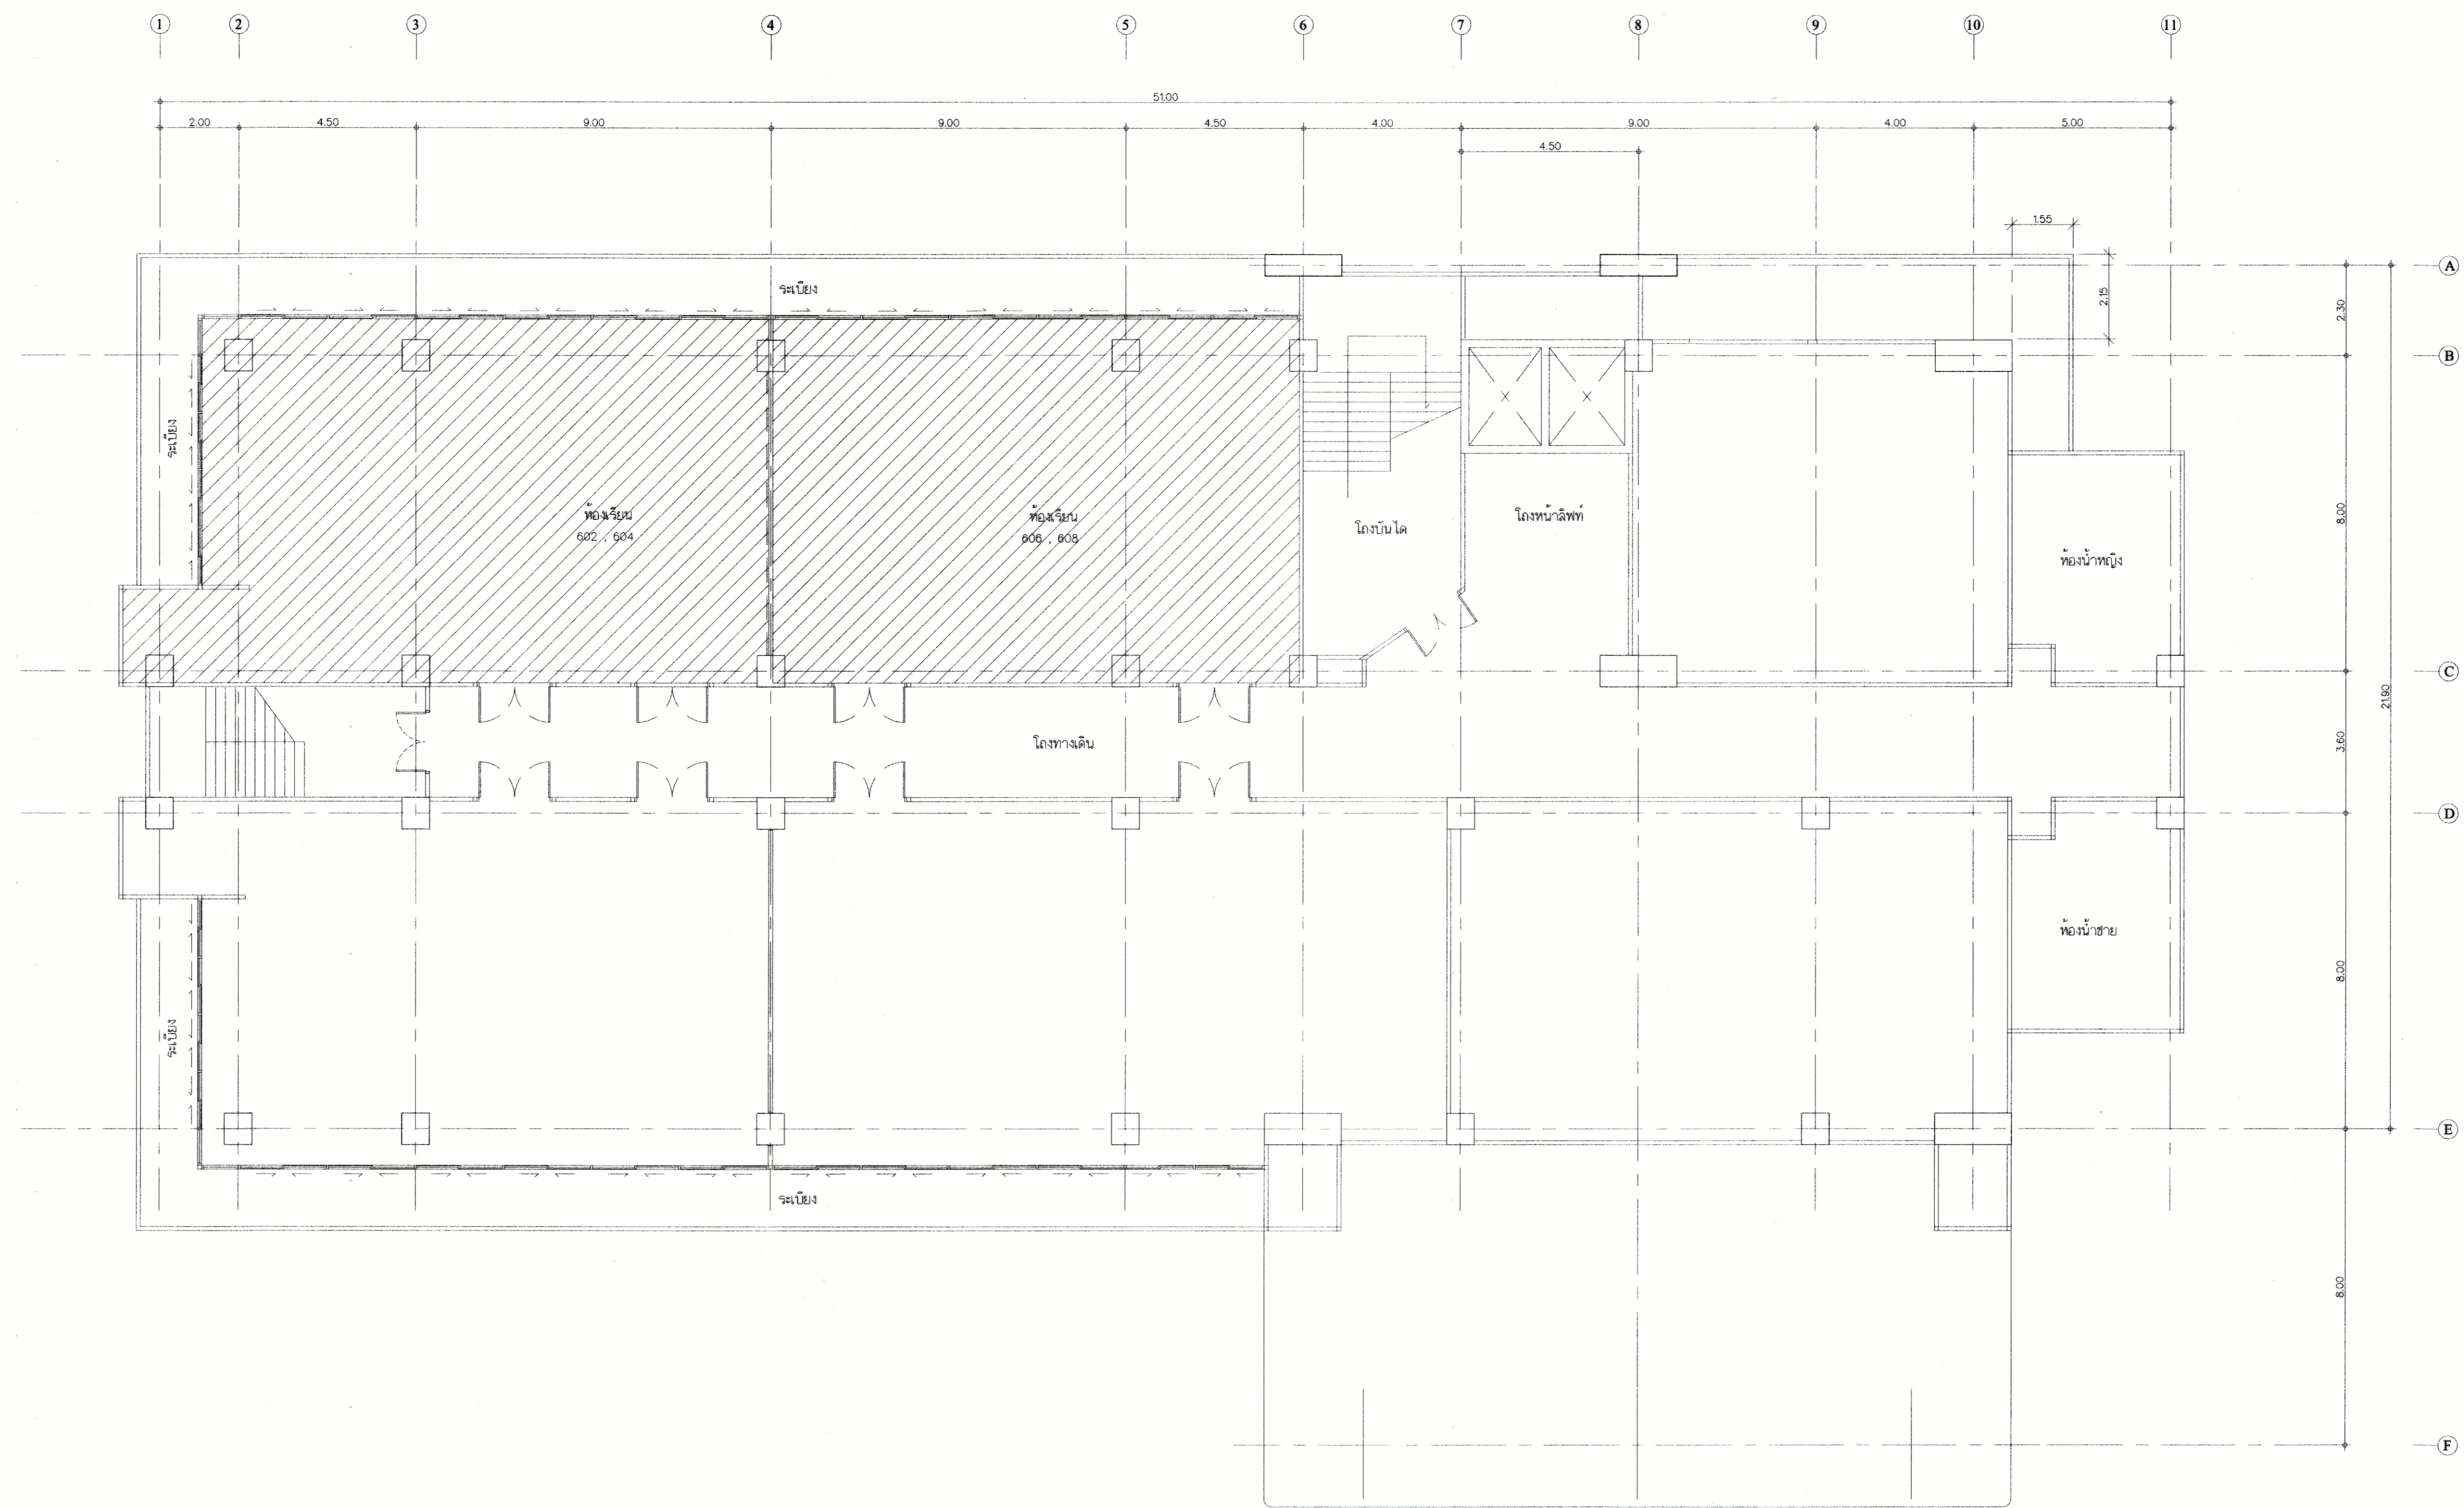 1 2 3 4 5 6 7 8 9 10 11
51.00
2.00 4.50 9.00 9.00 4.50 4.00 9.00 4.00 5.00
4.50
1.55
A
ระเบียง
2.15
2.30
B
ระเบียง
ห้องเรียน
602 , 604
ห้องเรียน
606 , 608
โถงบันได
โถงหน้าลิฟท์
8.00
ห้องน้ำหญิง
C
21.90
โถงทางเดิน
3.60
D
ห้องน้ำชาย
8.00
ระเบียง
E
ระเบียง
8.00
F